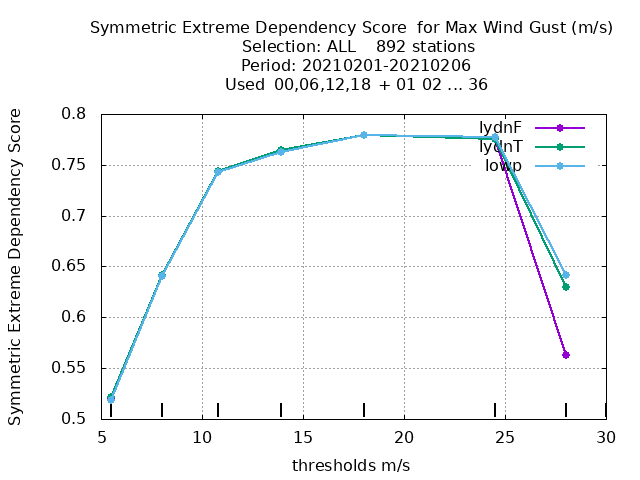 Symmetric Extreme Dependency Score  for Max Wind Gust (m/s)
Selection: ALL    892 stations
Period: 20210201-20210206
Used  00,06,12,18  + 01 02 ... 36
Symmetric Extreme Dependency Score
0.8
0.75
0.7
0.65
0.6
0.55
0.5
5 10 15 20 25 30
thresholds m/s
lydnF
lydnT
lowp